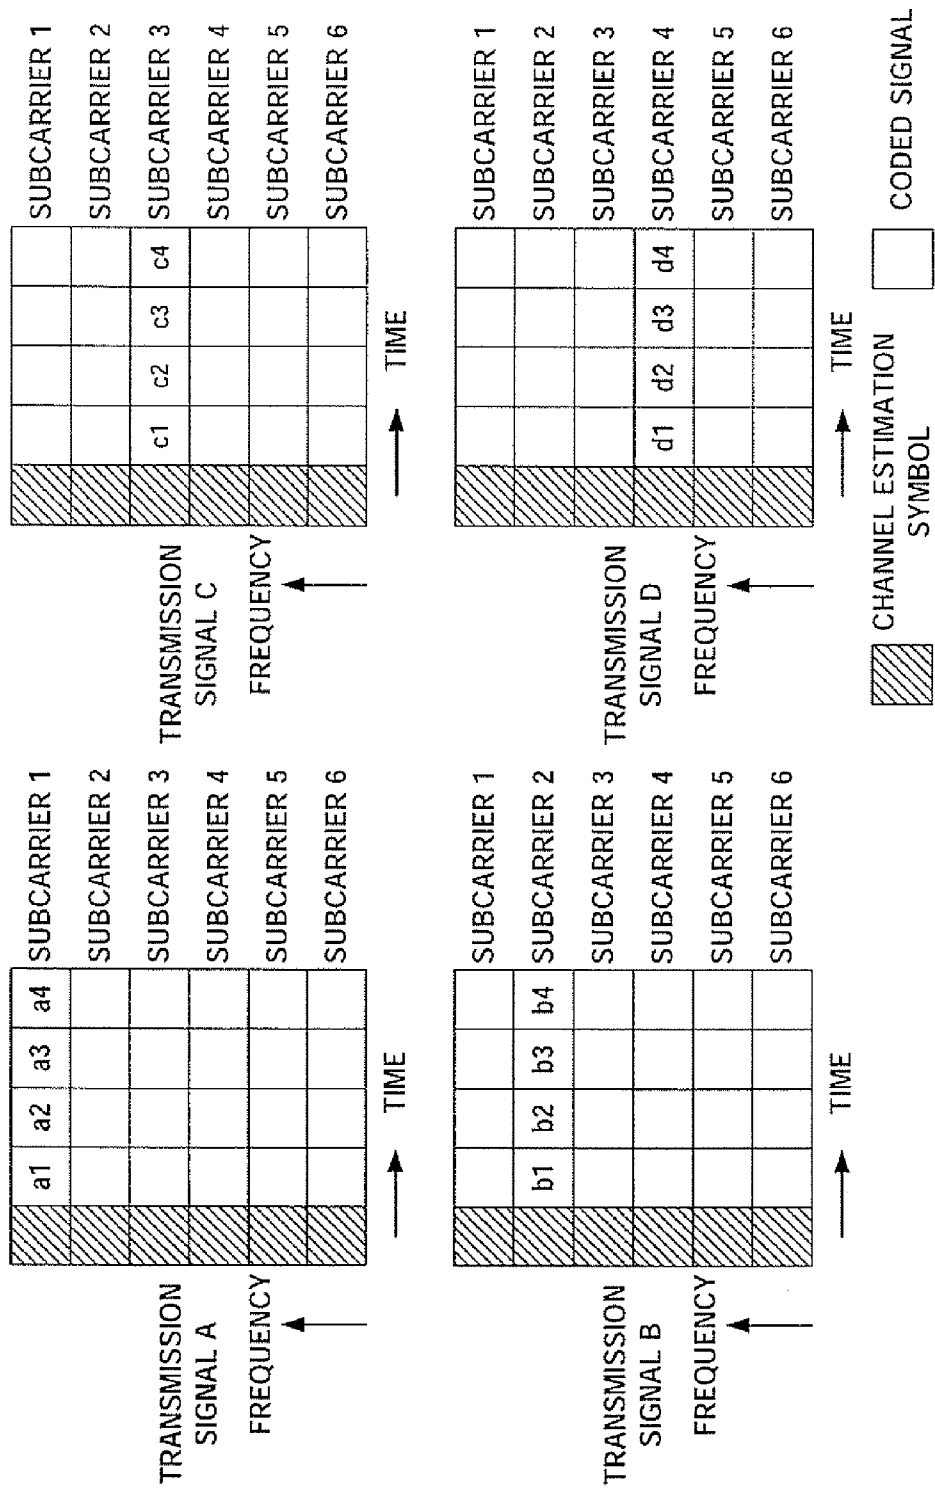 TRANSMISSION
SIGNAL A
FREQUENCY
a1 a2 a3 a4
SUBCARRIER 1
SUBCARRIER 2
SUBCARRIER 3
SUBCARRIER 4
SUBCARRIER 5
SUBCARRIER 6
TIME
TRANSMISSION
SIGNAL B
FREQUENCY
b1 b2 b3 b4
SUBCARRIER 1
SUBCARRIER 2
SUBCARRIER 3
SUBCARRIER 4
SUBCARRIER 5
SUBCARRIER 6
TIME
TRANSMISSION
SIGNAL C
FREQUENCY
c1 c2 c3 c4
SUBCARRIER 1
SUBCARRIER 2
SUBCARRIER 3
SUBCARRIER 4
SUBCARRIER 5
SUBCARRIER 6
TIME
TRANSMISSION
SIGNAL D
FREQUENCY
d1 d2 d3 d4
SUBCARRIER 1
SUBCARRIER 2
SUBCARRIER 3
SUBCARRIER 4
SUBCARRIER 5
SUBCARRIER 6
TIME
CHANNEL ESTIMATION
SYMBOL
CODED SIGNAL